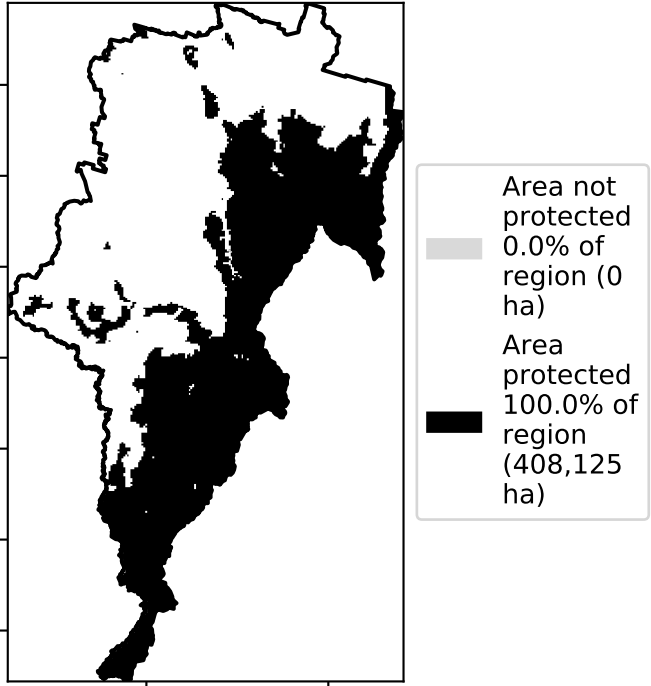 Area not
protected
0.0% of
region (0
ha)
Area
protected
100.0% of
region
(408,125
ha)